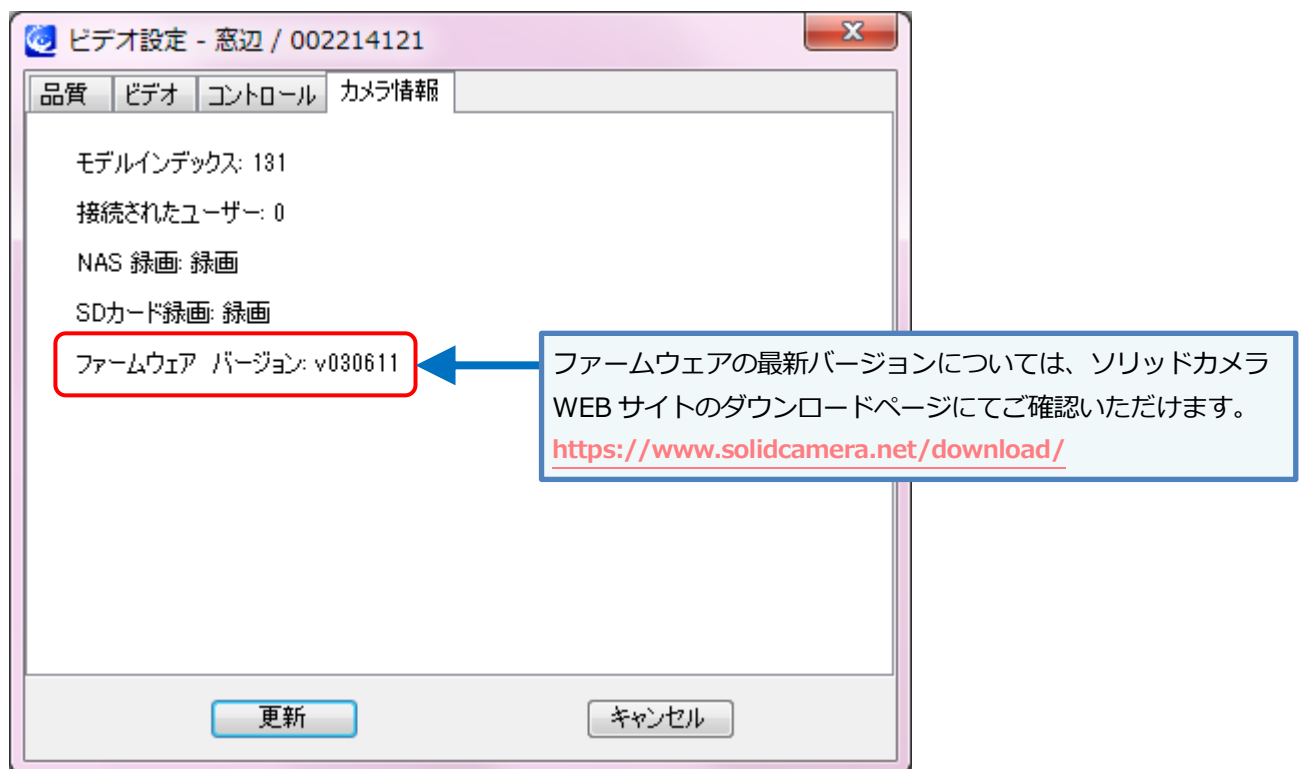 ビデオ設定 - 窓辺 / 002214121
品質 ビデオ コントロール カメラ情報
モデルインデックス: 131
接続されたユーザー: 0
NAS 録画: 録画
SDカード録画: 録画
ファームウェア バージョン: v030611
ファームウェアの最新バージョンについては、ソリッドカメラ
WEB サイトのダウンロードページにてご確認いただけます。
https://www.solidcamera.net/download/
更新 キャンセル